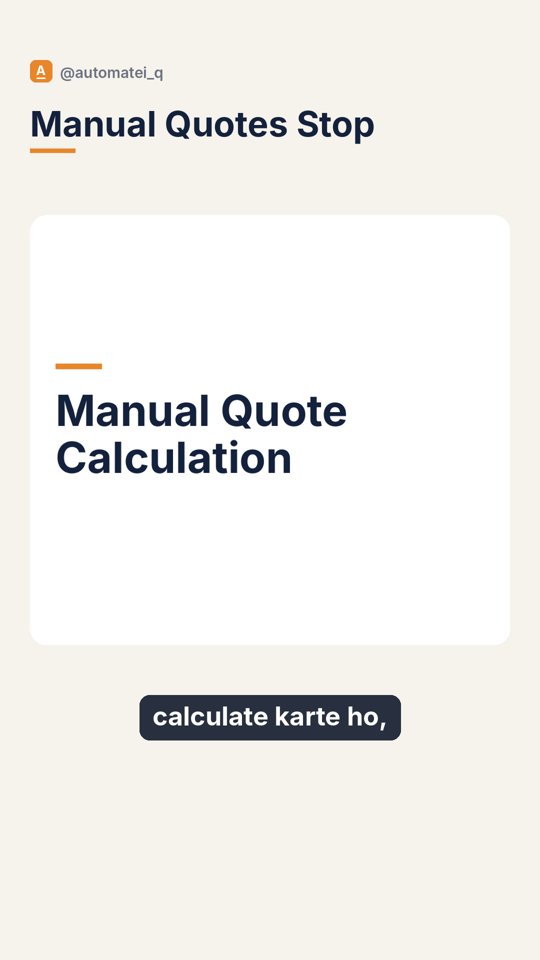 A
@automatei_q
Manual Quotes Stop
Manual Quote
Calculation
calculate karte ho,